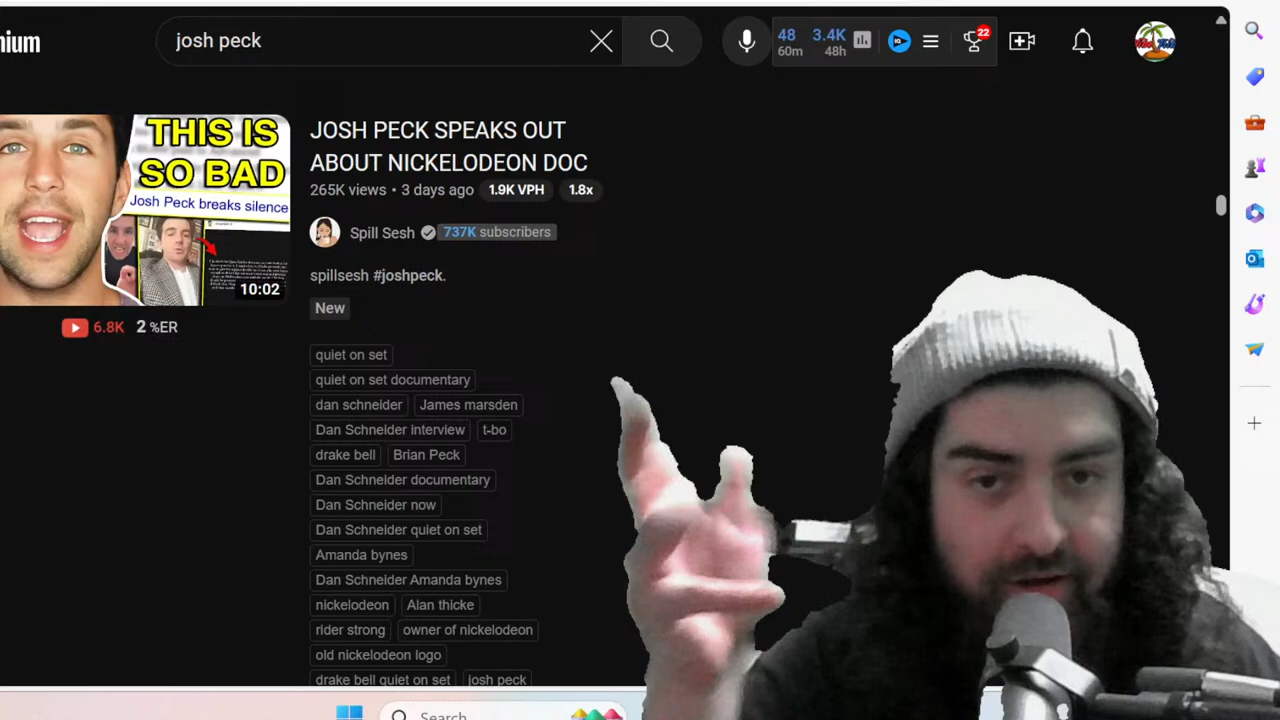 nium
josh peck
48
60m
3.4K
48h
22
THIS IS
SO BAD
Josh Peck breaks silence
10:02
6.8K 2 %ER
JOSH PECK SPEAKS OUT
ABOUT NICKELODEON DOC
265K views • 3 days ago 1.9K VPH 1.8x
Spill Sesh 737K subscribers
spillsesh #joshpeck.
New
quiet on set
quiet on set documentary
dan schneider James marsden
Dan Schneider interview t-bo
drake bell Brian Peck
Dan Schneider documentary
Dan Schneider now
Dan Schneider quiet on set
Amanda bynes
Dan Schneider Amanda bynes
nickelodeon Alan thicke
rider strong owner of nickelodeon
old nickelodeon logo
drake bell quiet on set josh peck
Search